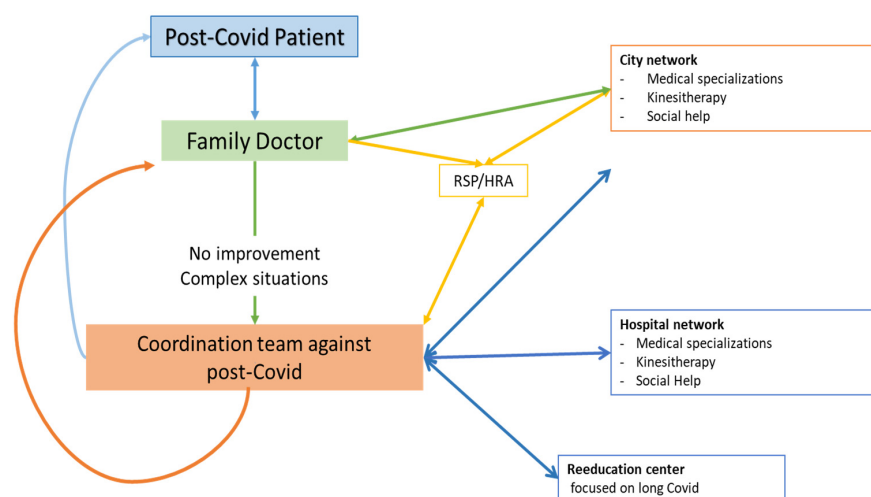 Post-Covid Patient
City network
- Medical specializations
- Kinesitherapy
- Social help
Family Doctor
RSP/HRA
No improvement
Complex situations
Coordination team against
post-Covid
Hospital network
- Medical specializations
- Kinesitherapy
- Social Help
Reeducation center
focused on long Covid